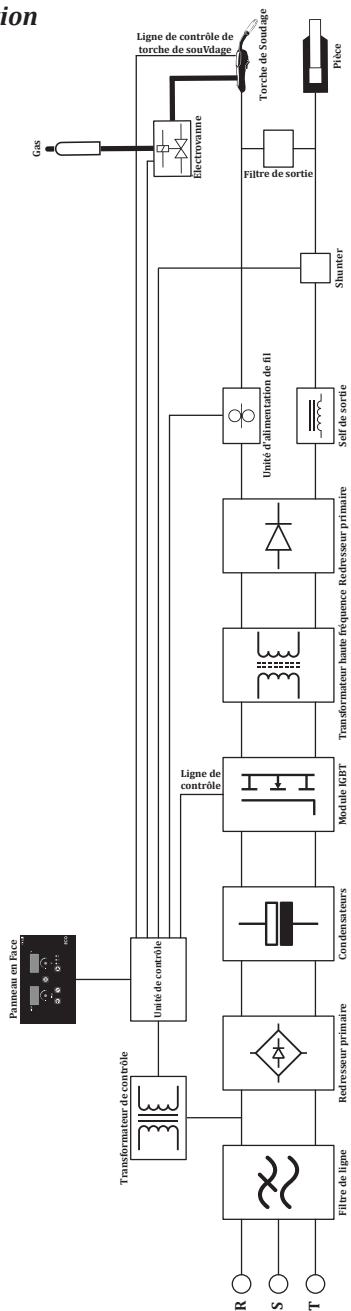 tion
Ligne de contrôle de
torche de souVdage
Torche de Soudage
Pièce
Gas
Electrovanne
Filtre de sortie
Shunter
Unité d'alimentation de fil
Self de sortie
Redresseur primaire
Transformateur haute fréquence
Ligne de
contrôle
Module IGBT
Panneau en Face
Unité de contrôle
Condensateurs
Transformateur de contrôle
Redresseur primaire
Filtre de ligne
R
S
T